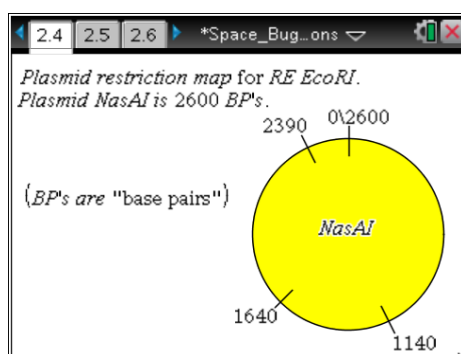 2.4 2.5 2.6 *Space_Bug…ons
Plasmid restriction map for RE EcoRI.
Plasmid NasAI is 2600 BP's.
2390 0\2600
(BP's are "base pairs")
NasAI
1640
1140